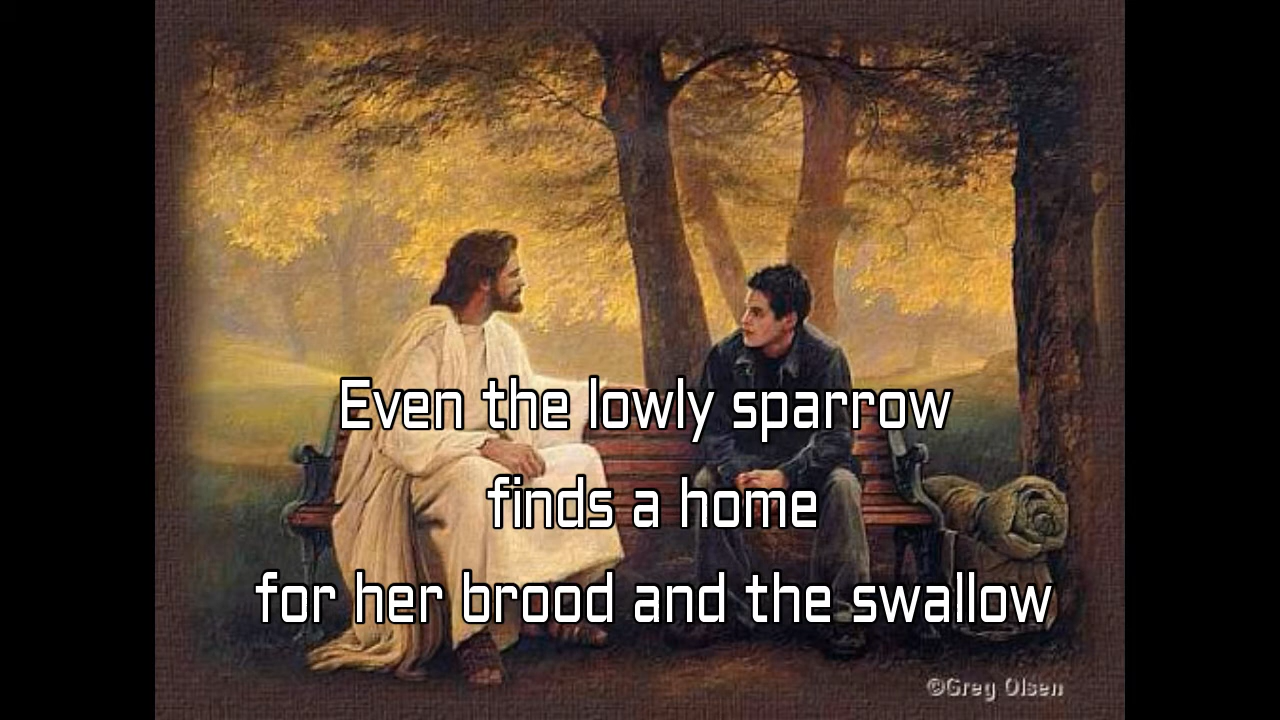 Even the lowly sparrow
finds a home
for her brood and the swallow
©Greg Olsen